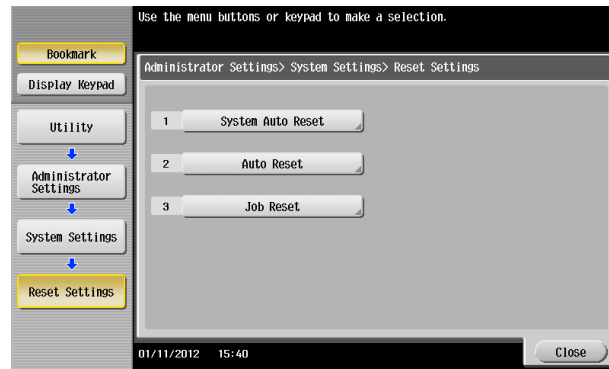 Use the menu buttons or keypad to make a selection.
Bookmark
Display Keypad
Utility
Administrator
Settings
System Settings
Reset Settings
Administrator Settings> System Settings> Reset Settings
1 System Auto Reset
2 Auto Reset
3 Job Reset
01/11/2012 15:40
Close